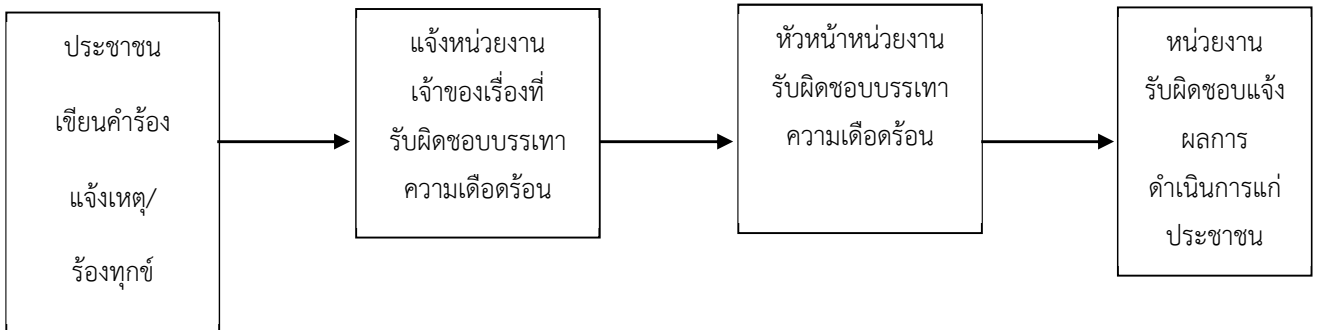 ประชาชน
เขียนคำร้อง
แจ้งเหตุ/
ร้องทุกข์
แจ้งหน่วยงาน
เจ้าของเรื่องที่
รับผิดชอบบรรเทา
ความเดือดร้อน
หัวหน้าหน่วยงาน
รับผิดชอบบรรเทา
ความเดือดร้อน
หน่วยงาน
รับผิดชอบแจ้ง
ผลการ
ดำเนินการแก่
ประชาชน